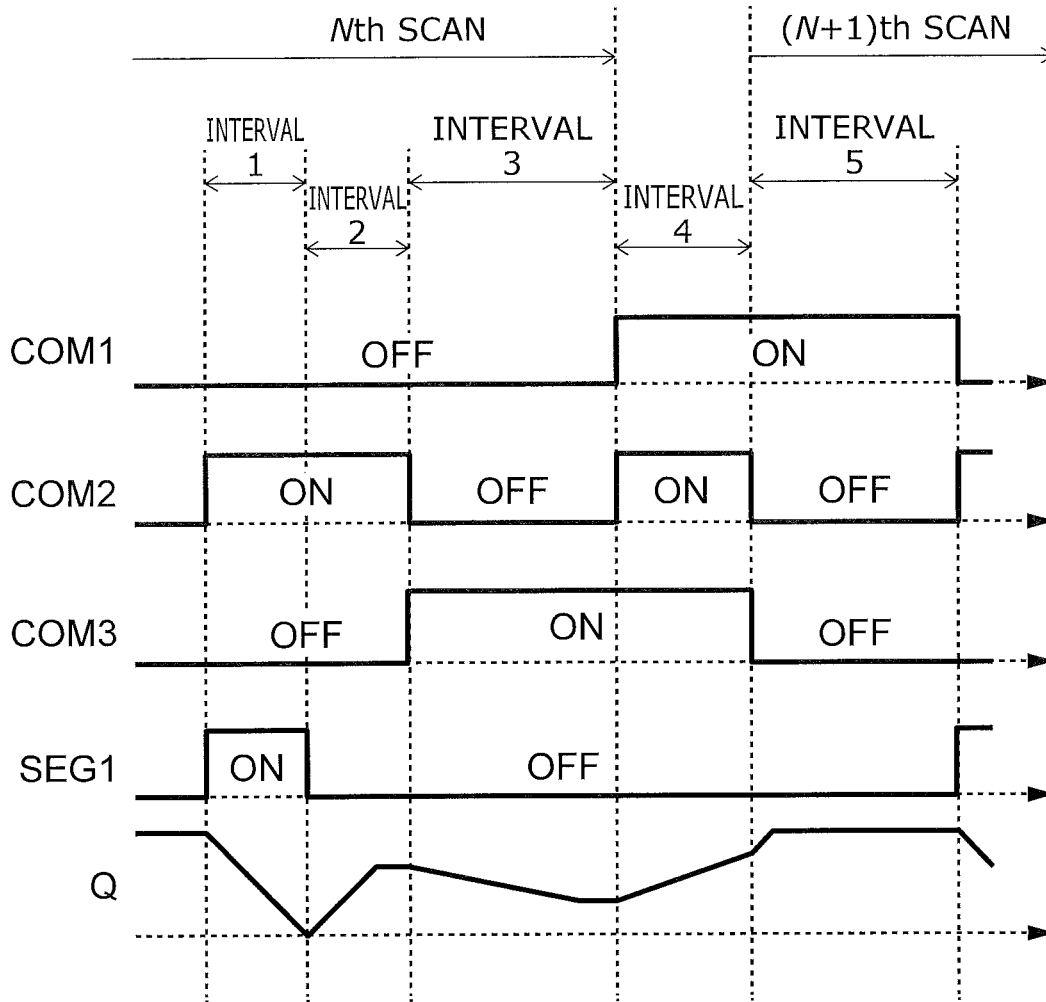 Nth SCAN
(N+1)th SCAN
INTERVAL
1
INTERVAL
2
INTERVAL
3
INTERVAL
4
INTERVAL
5
COM1
OFF
ON
COM2
ON
OFF
ON
OFF
COM3
OFF
ON
OFF
SEG1
ON
OFF
Q